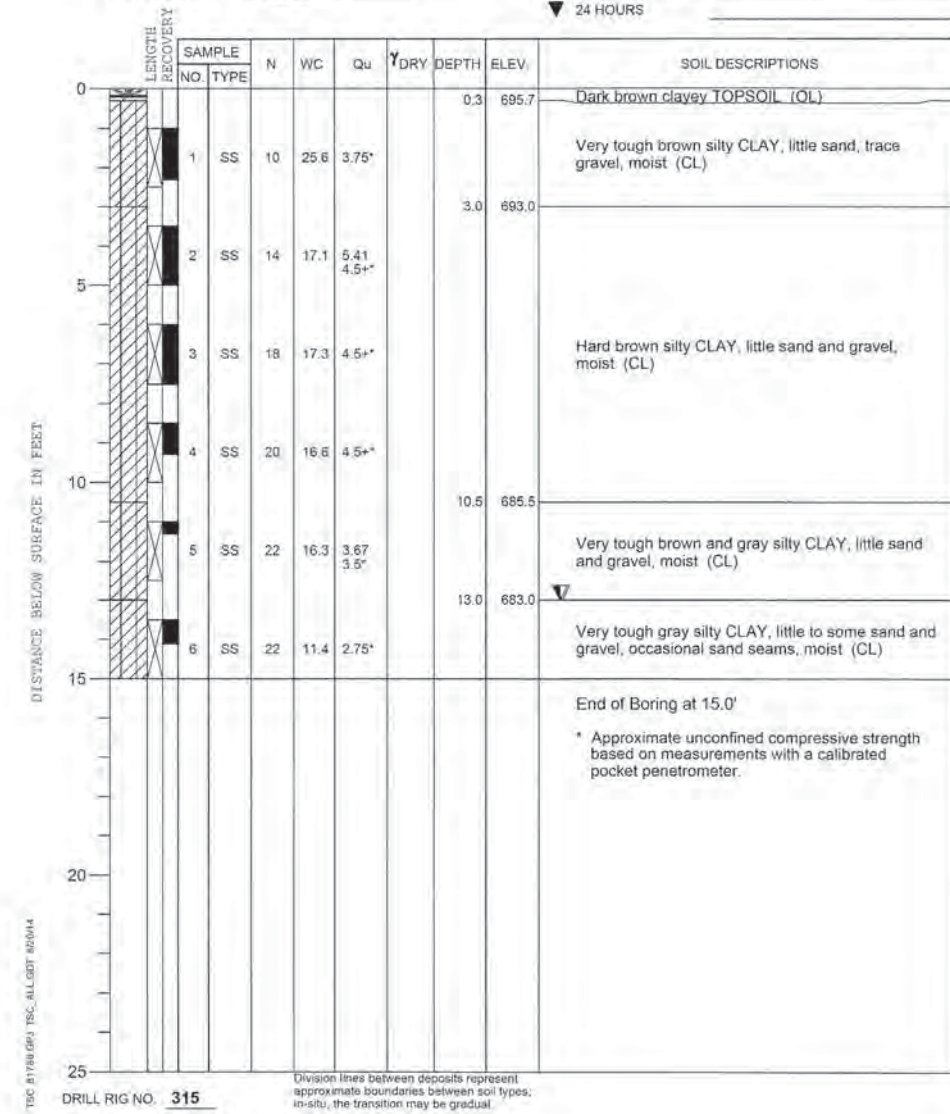 ▼ 24 HOURS
LENGTH
RECOVERY
SAMPLE
NO. TYPE
N
WC
Qu
γDRY
DEPTH
ELEV.
SOIL DESCRIPTIONS
0
0.3 695.7 Dark brown clayey TOPSOIL (OL)
Very tough brown silty CLAY, little sand, trace
gravel, moist (CL)
1 SS 10 25.6 3.75*
3.0 693.0
2 SS 14 17.1 5.41
4.5+*
5
3 SS 18 17.3 4.5+*
Hard brown silty CLAY, little sand and gravel,
moist (CL)
4 SS 20 16.6 4.5+*
10
10.5 685.5
5 SS 22 16.3 3.67
3.5*
Very tough brown and gray silty CLAY, little sand
and gravel, moist (CL)
13.0 683.0
6 SS 22 11.4 2.75*
Very tough gray silty CLAY, little to some sand and
gravel, occasional sand seams, moist (CL)
15
End of Boring at 15.0'
* Approximate unconfined compressive strength
based on measurements with a calibrated
pocket penetrometer.
20
25
DISTANCE BELOW SURFACE IN FEET
TSC 81788.GPJ TSC_ALL.GDT 8/20/14
DRILL RIG NO. 315
Division lines between deposits represent
approximate boundaries between soil types;
in-situ, the transition may be gradual.